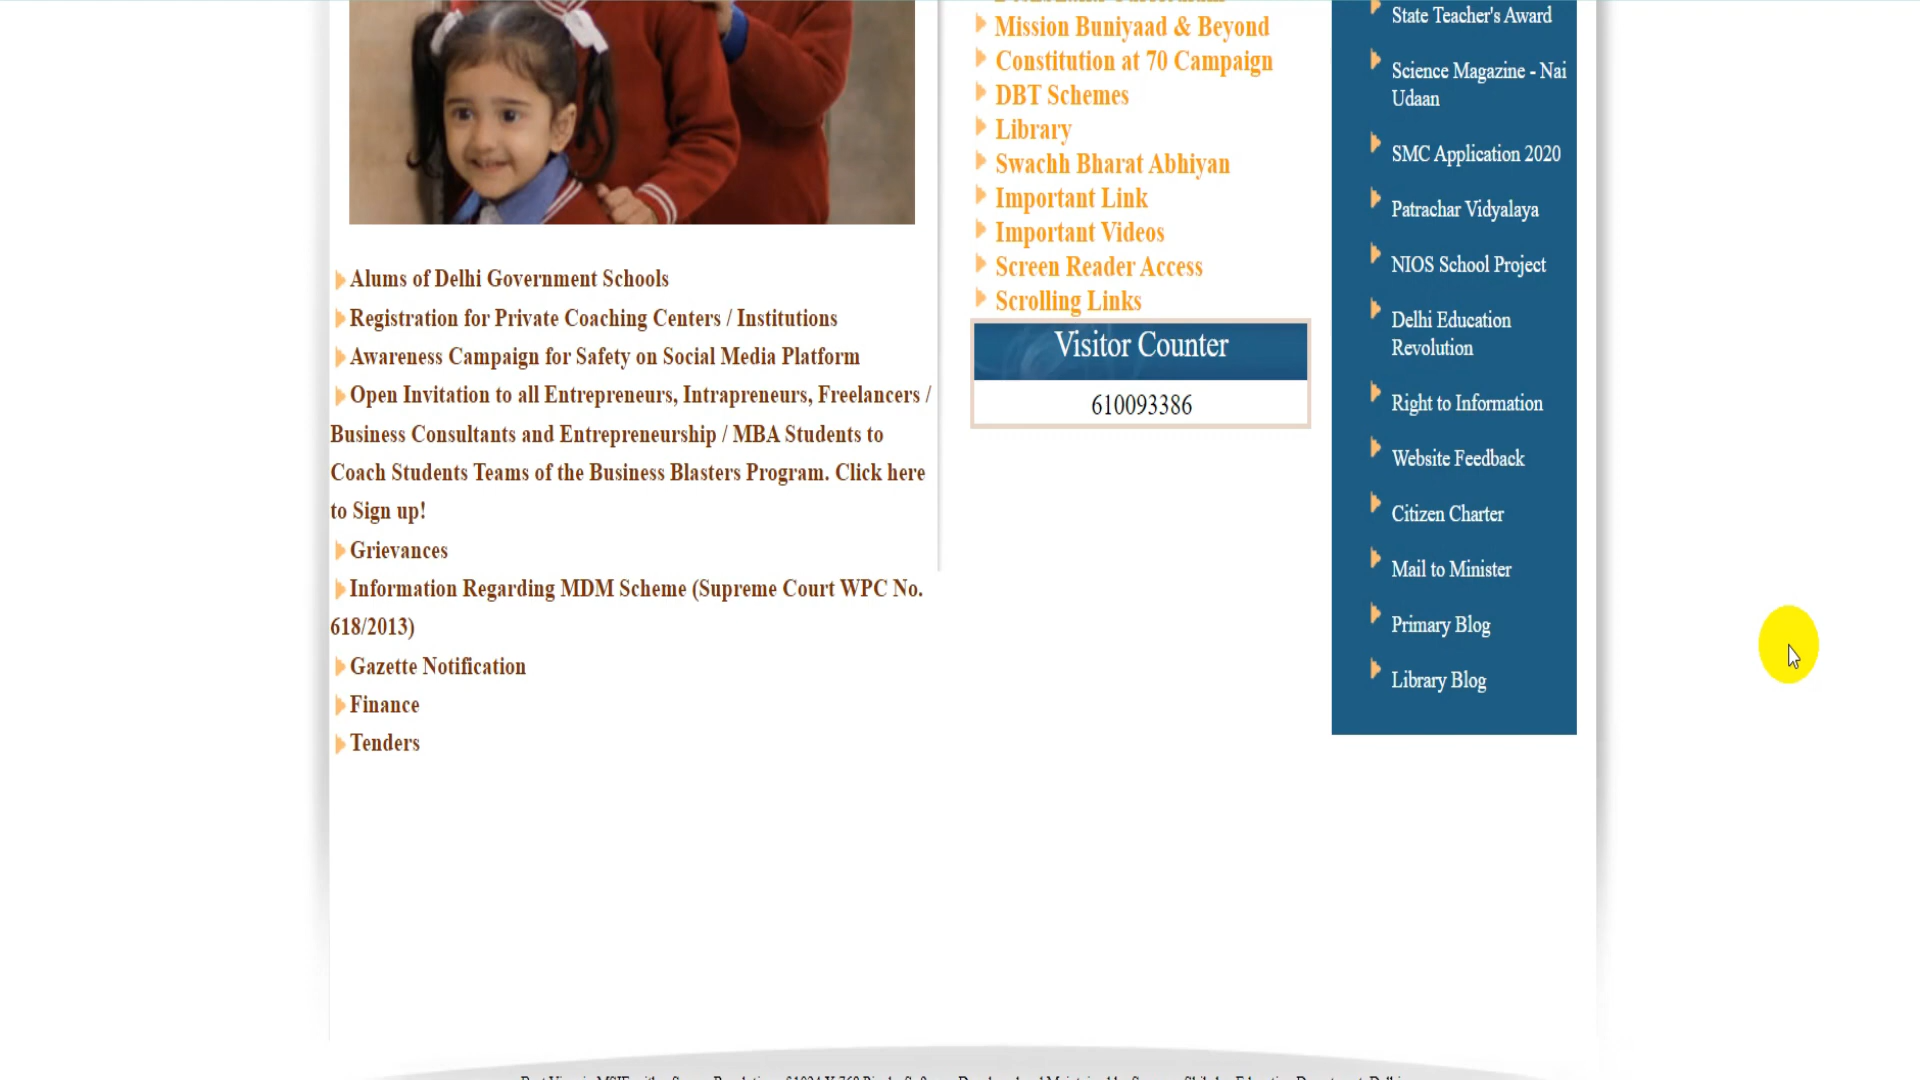 Alums of Delhi Government Schools
Registration for Private Coaching Centers / Institutions
Awareness Campaign for Safety on Social Media Platform
Open Invitation to all Entrepreneurs, Intrapreneurs, Freelancers /
Business Consultants and Entrepreneurship / MBA Students to
Coach Students Teams of the Business Blasters Program. Click here
to Sign up!
Grievances
Information Regarding MDM Scheme (Supreme Court WPC No.
618/2013)
Gazette Notification
Finance
Tenders
Mission Buniyaad & Beyond
Constitution at 70 Campaign
DBT Schemes
Library
Swachh Bharat Abhiyan
Important Link
Important Videos
Screen Reader Access
Scrolling Links
Visitor Counter
610093386
State Teacher's Award
Science Magazine - Nai
Udaan
SMC Application 2020
Patrachar Vidyalaya
NIOS School Project
Delhi Education
Revolution
Right to Information
Website Feedback
Citizen Charter
Mail to Minister
Primary Blog
Library Blog